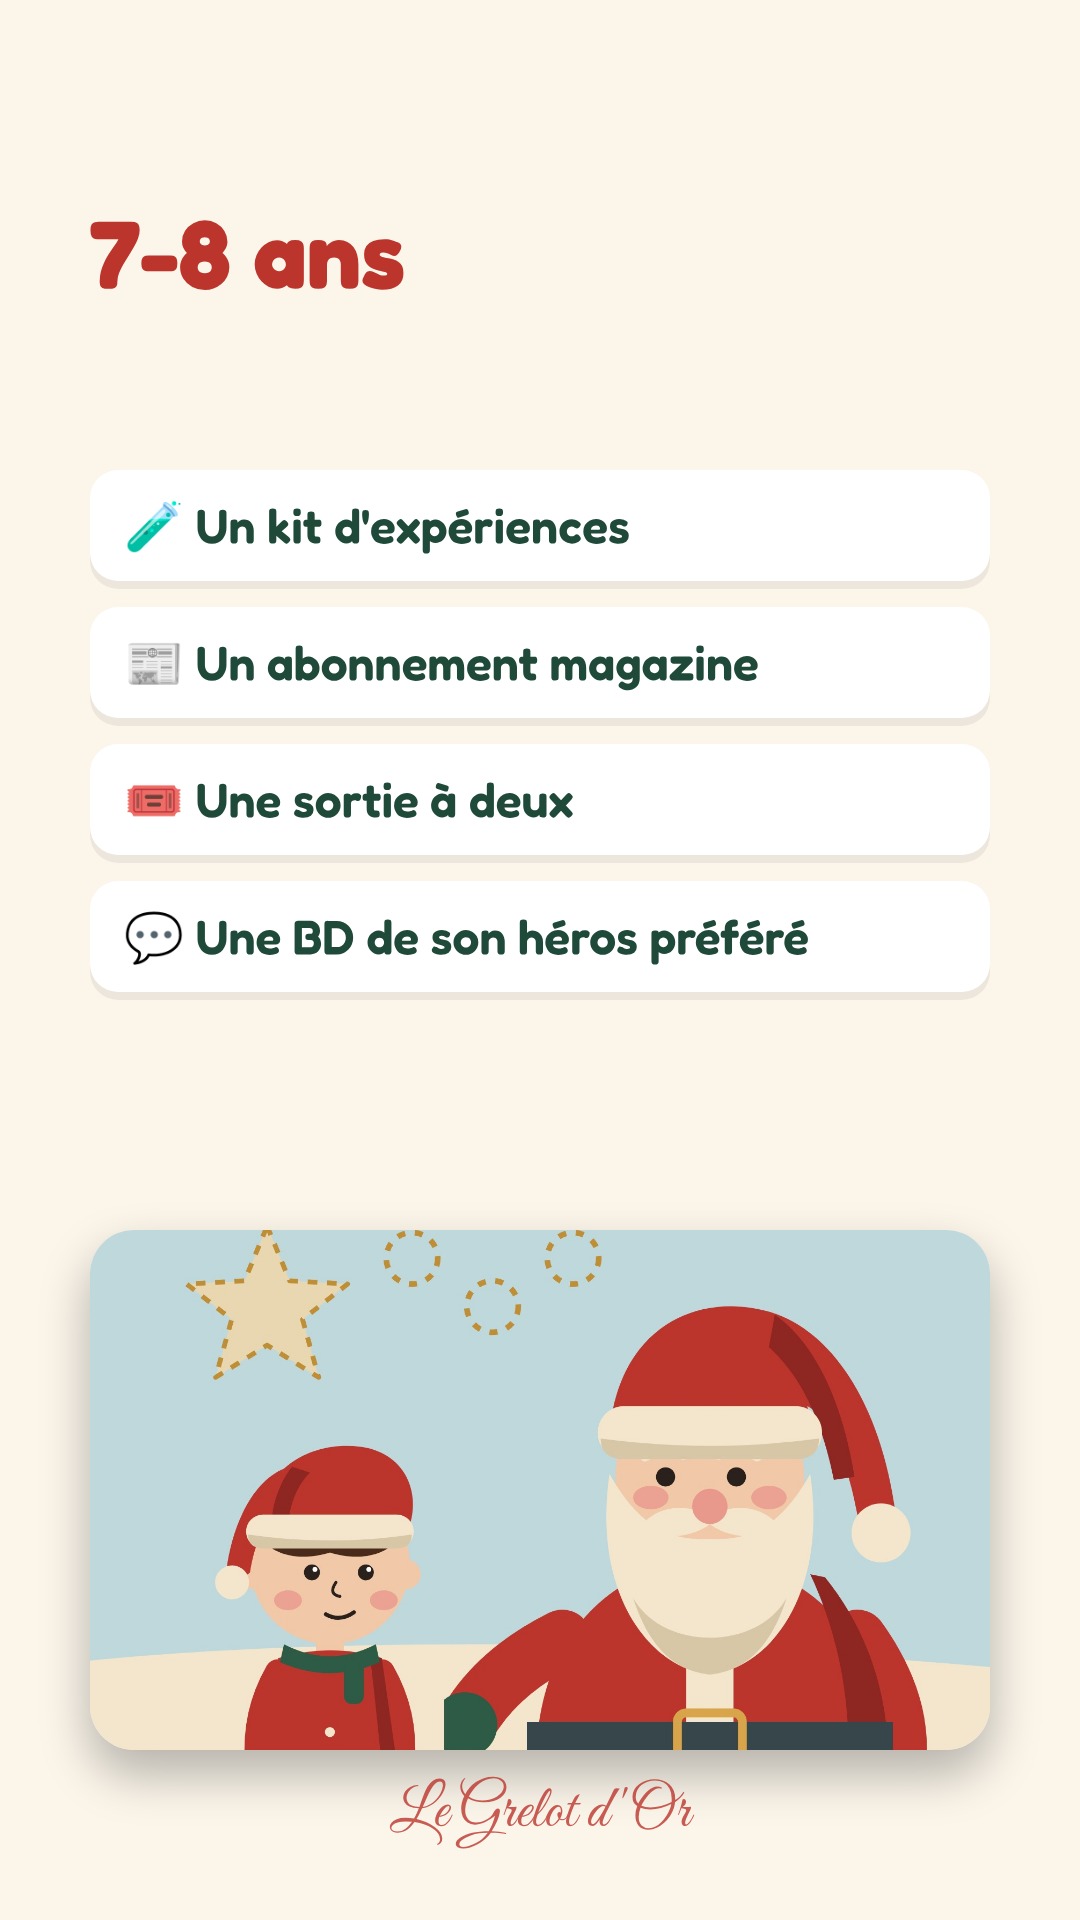 7-8 ans
🧪 Un kit d'expériences
📰 Un abonnement magazine
🎟️ Une sortie à deux
💬 Une BD de son héros préféré
Le Grelot d'Or